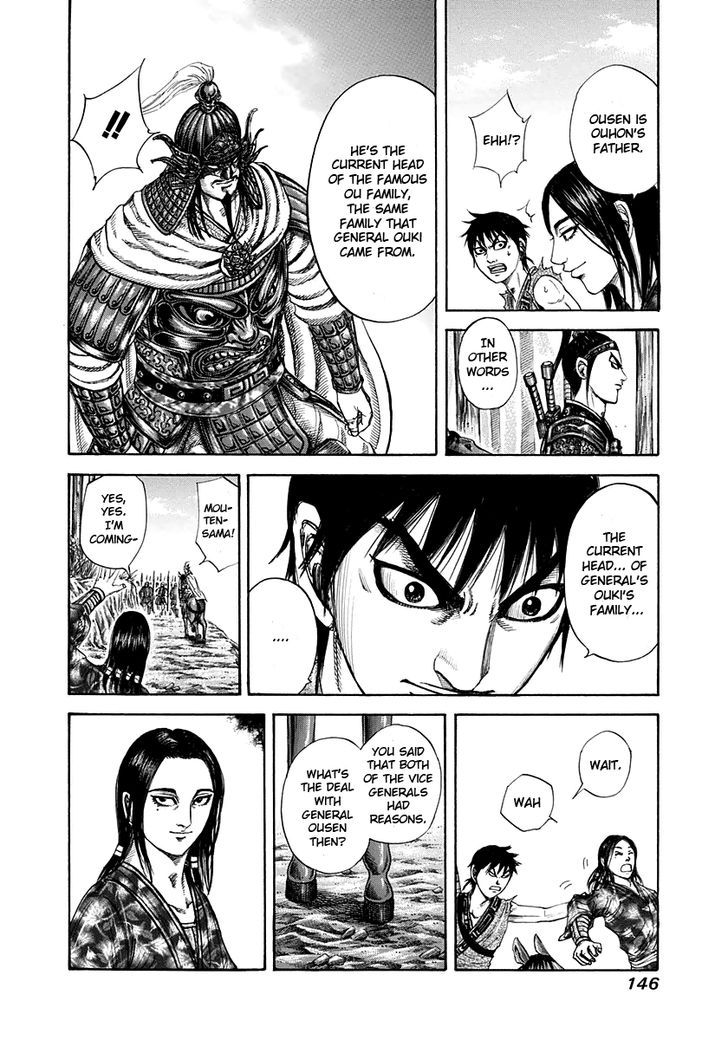 OUSEN IS
OUHON'S
FATHER.
EHH!?
HE'S THE
CURRENT HEAD
OF THE FAMOUS
OU FAMILY,
THE SAME
FAMILY THAT
GENERAL OUKI
CAME FROM.
!!
IN
OTHER
WORDS
...
THE
CURRENT
HEAD... OF
GENERAL'S
OUKI'S
FAMILY...
....
MOU-
TEN-
SAMA!
YES,
YES.
I'M
COMING-
WAIT.
WAH
YOU SAID
THAT BOTH
OF THE VICE
GENERALS
HAD
REASONS.
WHAT'S
THE DEAL
WITH
GENERAL
OUSEN
THEN?
146